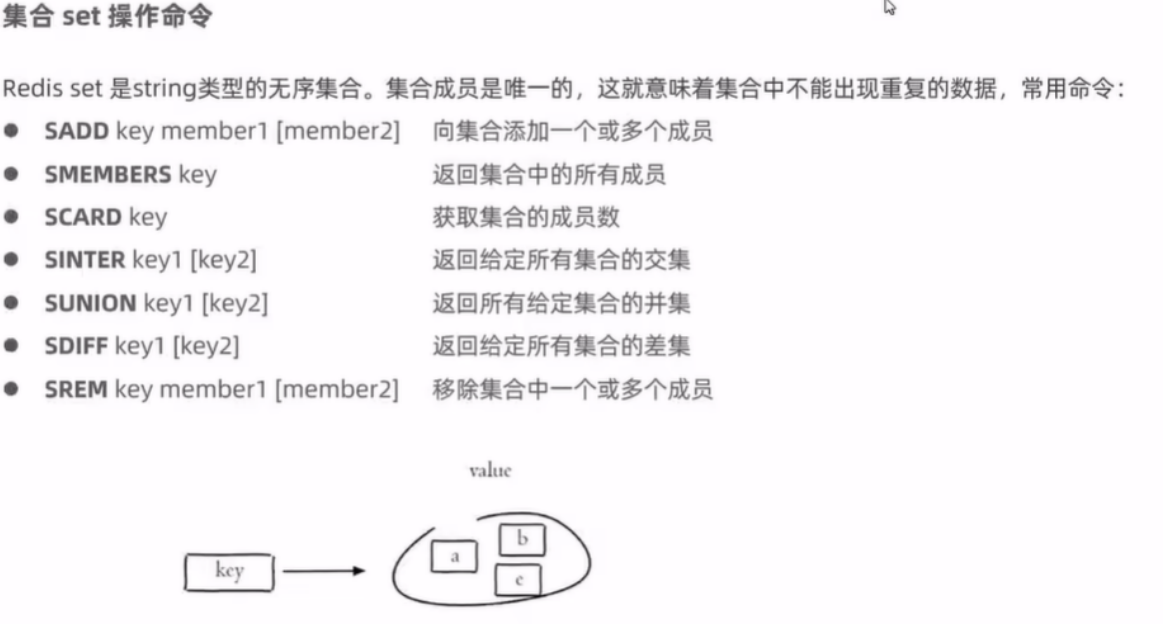 集合 set 操作命令
Redis set 是string类型的无序集合。集合成员是唯一的，这就意味着集合中不能出现重复的数据，常用命令：
● SADD key member1 [member2] 向集合添加一个或多个成员
● SMEMBERS key 返回集合中的所有成员
● SCARD key 获取集合的成员数
● SINTER key1 [key2] 返回给定所有集合的交集
● SUNION key1 [key2] 返回所有给定集合的并集
● SDIFF key1 [key2] 返回给定所有集合的差集
● SREM key member1 [member2] 移除集合中一个或多个成员
value
b
a
key
c